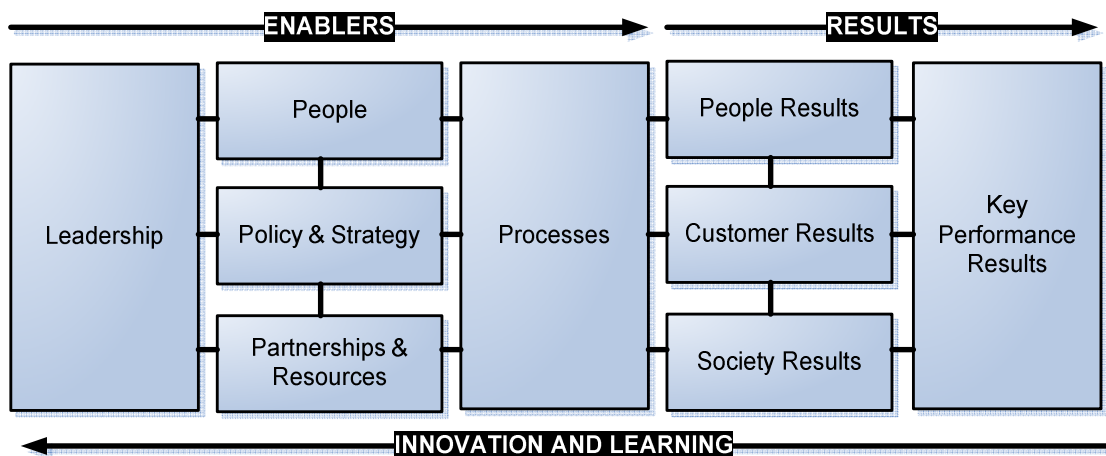 ENABLERS
RESULTS
Leadership
People
Policy & Strategy
Partnerships &
Resources
Processes
People Results
Customer Results
Society Results
Key
Performance
Results
INNOVATION AND LEARNING